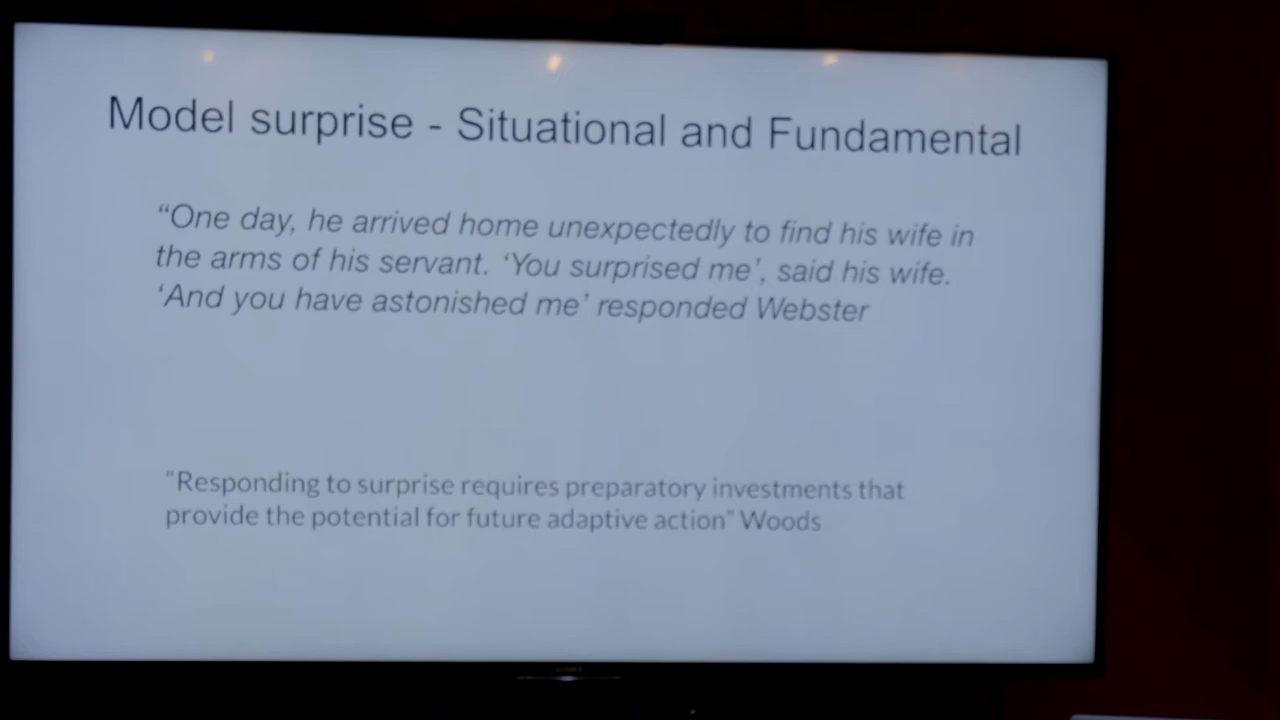 Model surprise - Situational and Fundamental
“One day, he arrived home unexpectedly to find his wife in
the arms of his servant. ‘You surprised me’, said his wife.
‘And you have astonished me’ responded Webster
“Responding to surprise requires preparatory investments that
provide the potential for future adaptive action” Woods